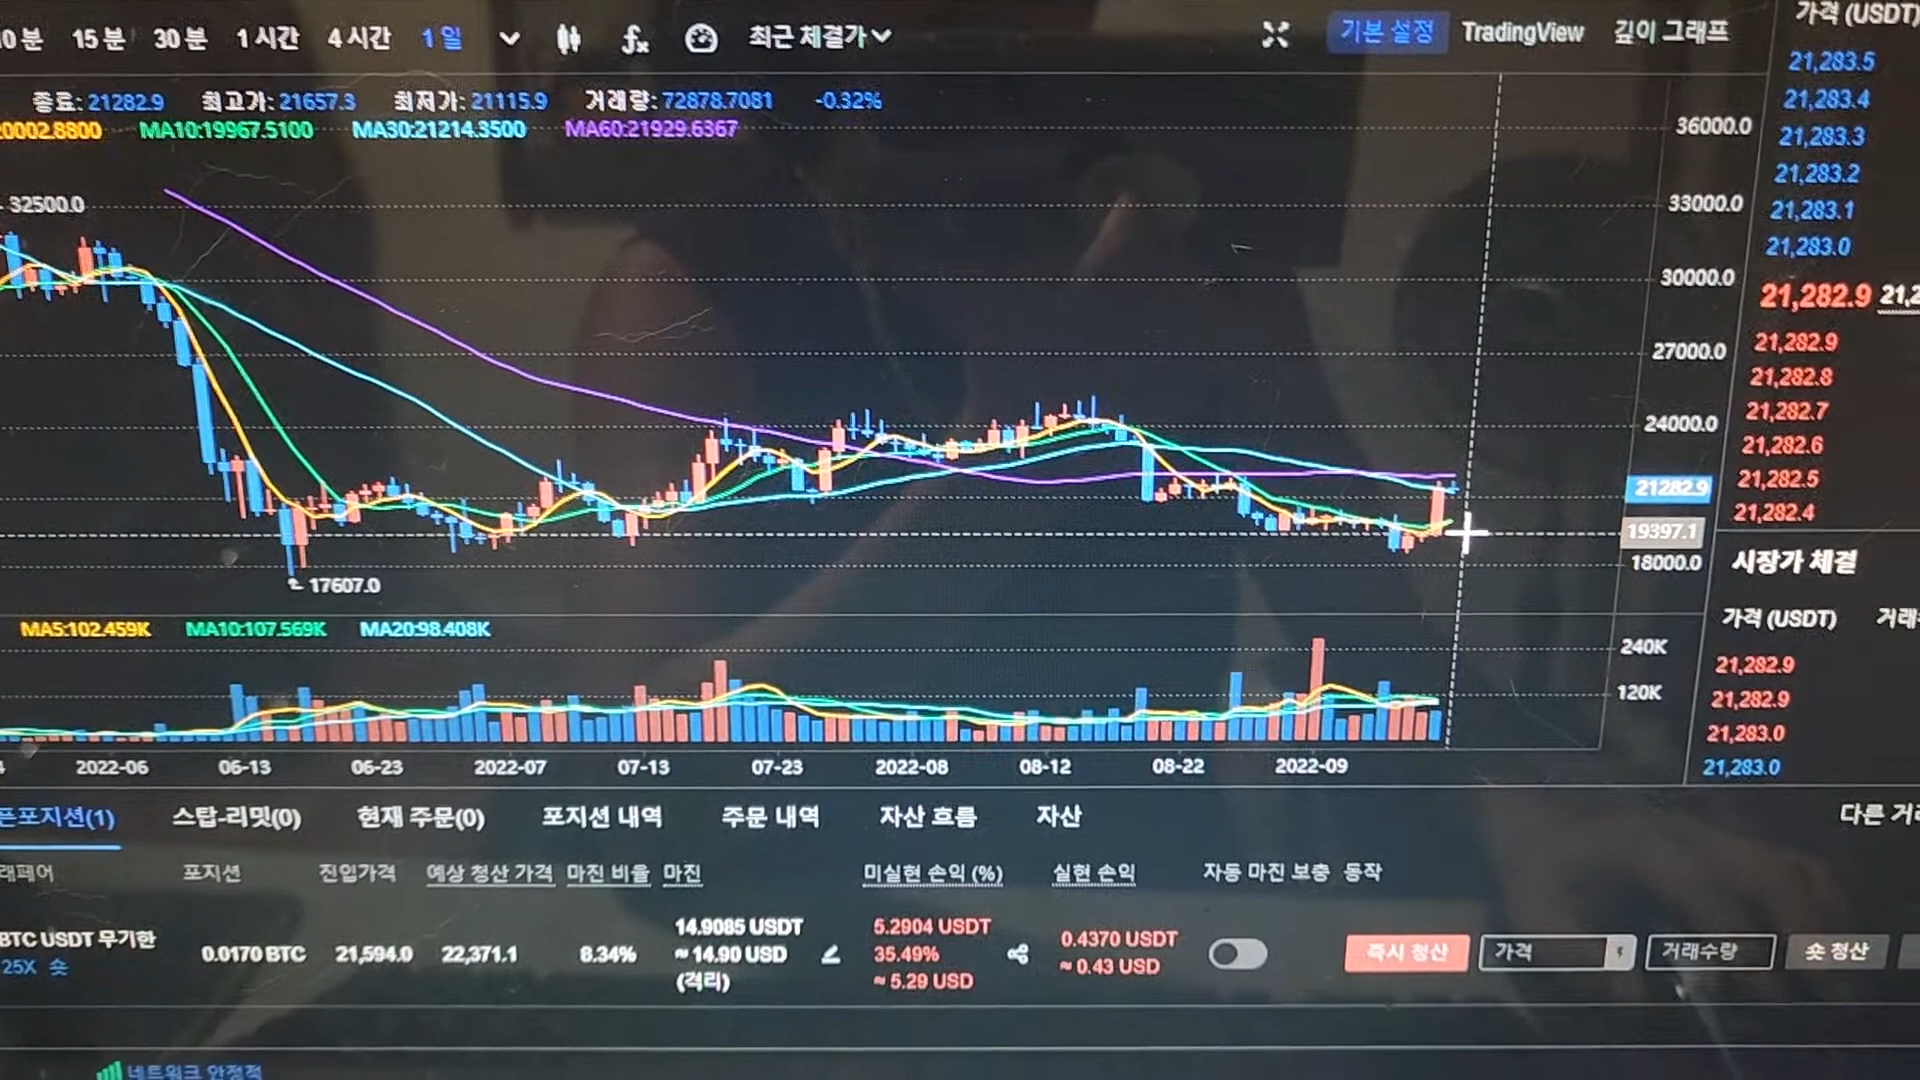 15분 30분 1시간 4시간 1일 최근 체결가 기본 설정 TradingView 깊이 그래프
종료: 21282.9 최고가: 21657.3 최저가: 21115.9 거래량: 72878.7081 -0.32%
MA10:19967.5100 MA30:21214.3500 MA60:21929.6367
32500.0
36000.0
33000.0
30000.0
27000.0
24000.0
21282.9
19397.1
18000.0
17607.0
MA5:102.459K MA10:107.569K MA20:98.408K
240K
120K
2022-06 06-13 06-23 2022-07 07-13 07-23 2022-08 08-12 08-22 2022-09
가격 (USDT)
21,283.5
21,283.4
21,283.3
21,283.2
21,283.1
21,283.0
21,282.9
21,282.9
21,282.8
21,282.7
21,282.6
21,282.5
21,282.4
시장가 체결
가격 (USDT)
21,282.9
21,282.9
21,283.0
21,283.0
스탑-리밋(0) 현재 주문(0) 포지션 내역 주문 내역 자산 흐름 자산
포지션 진입가격 예상 청산 가격 마진 비율 마진 미실현 손익 (%) 실현 손익 자동 마진 보충 동작
BTC USDT 무기한
25X 숏
0.0170 BTC 21,594.0 22,371.1 8.34%
14.9085 USDT
≈ 14.90 USD
(격리)
5.2904 USDT
35.49%
≈ 5.29 USD
0.4370 USDT
≈ 0.43 USD
즉시 청산 가격 거래수량 숏 청산
네트워크 안정적